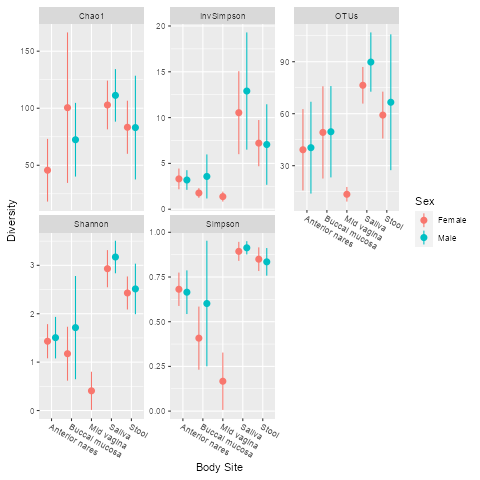 Chao1
InvSimpson
OTUs
150
100
50
20
15
10
5
0
90
60
30
Anterior nares
Buccal mucosa
Mid vagina
Saliva
Stool
Sex
Female
Male
Diversity
Shannon
Simpson
3
2
1
0
1.00
0.75
0.50
0.25
0.00
Anterior nares
Buccal mucosa
Mid vagina
Saliva
Stool
Anterior nares
Buccal mucosa
Mid vagina
Saliva
Stool
Body Site